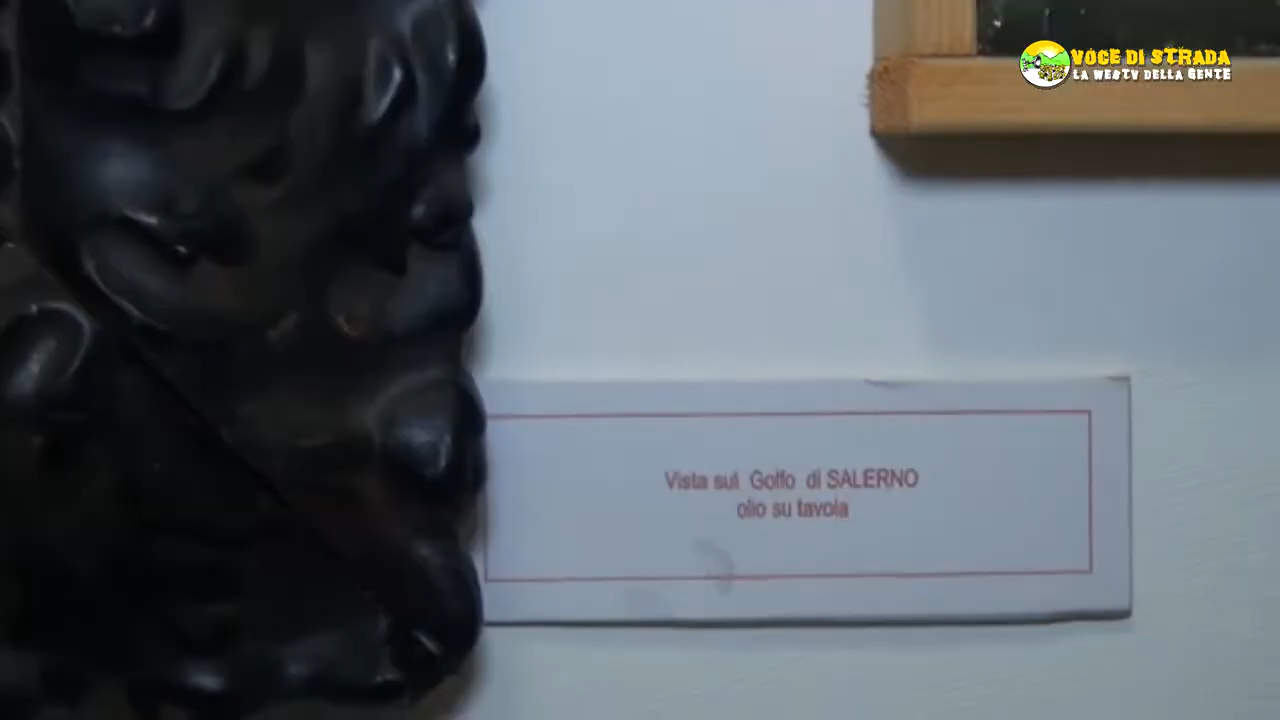 VOCE DI STRADA
LA WEBTV DELLA GENTE
Vista sul Golfo di SALERNO
olio su tavola